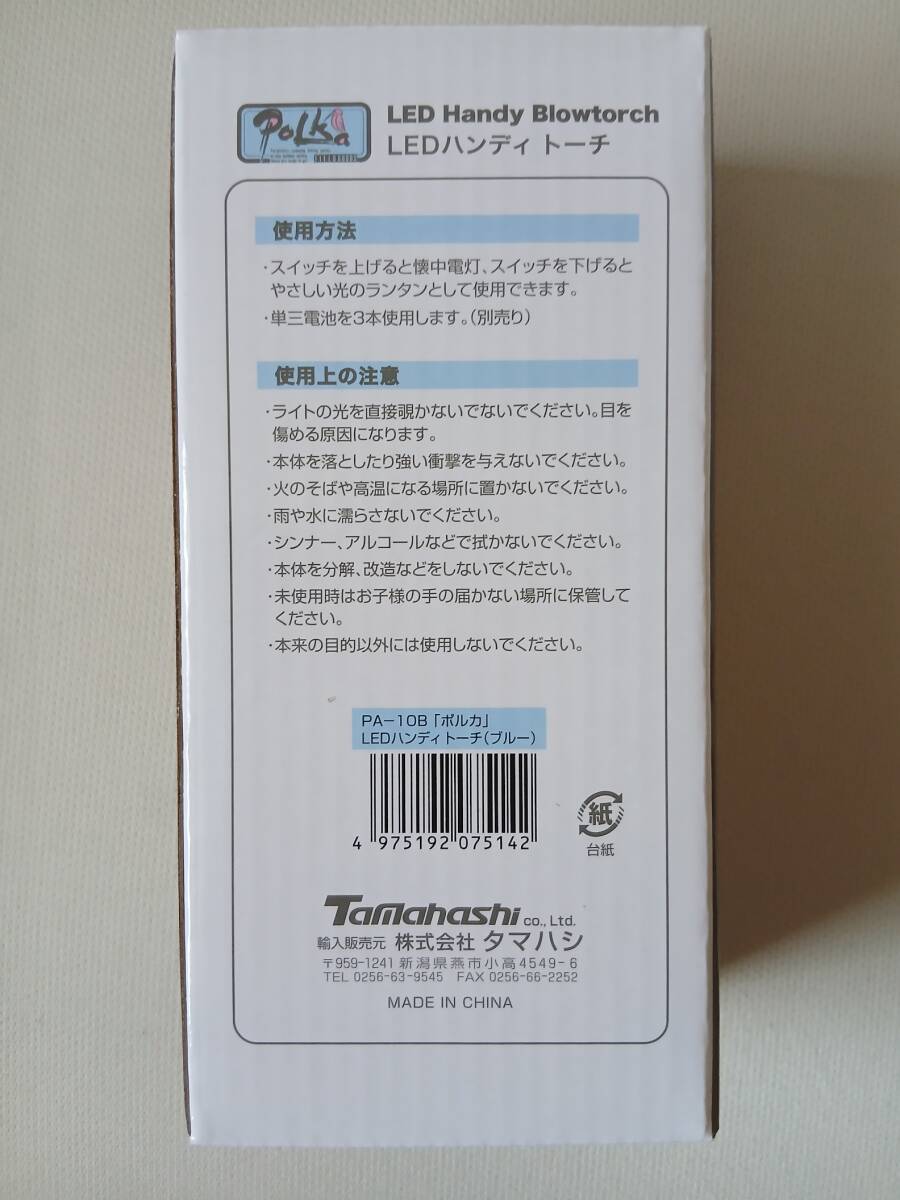 Polka
FIELD GOODS
LED Handy Blowtorch
LEDハンディ トーチ
使用方法
・スイッチを上げると懐中電灯、スイッチを下げると
やさしい光のランタンとして使用できます。
・単三電池を3本使用します。(別売り)
使用上の注意
・ライトの光を直接覗かないでないでください。目を
傷める原因になります。
・本体を落としたり強い衝撃を与えないでください。
・火のそばや高温になる場所に置かないでください。
・雨や水に濡らさないでください。
・シンナー、アルコールなどで拭かないでください。
・本体を分解、改造などをしないでください。
・未使用時はお子様の手の届かない場所に保管して
ください。
・本来の目的以外には使用しないでください。
PA-10B「ポルカ」
LEDハンディトーチ(ブルー)
4 975192 075142
紙
台紙
Tamahashi co., Ltd.
輸入販売元 株式会社 タマハシ
〒959-1241 新潟県燕市小高4549-6
TEL 0256-63-9545 FAX 0256-66-2252
MADE IN CHINA